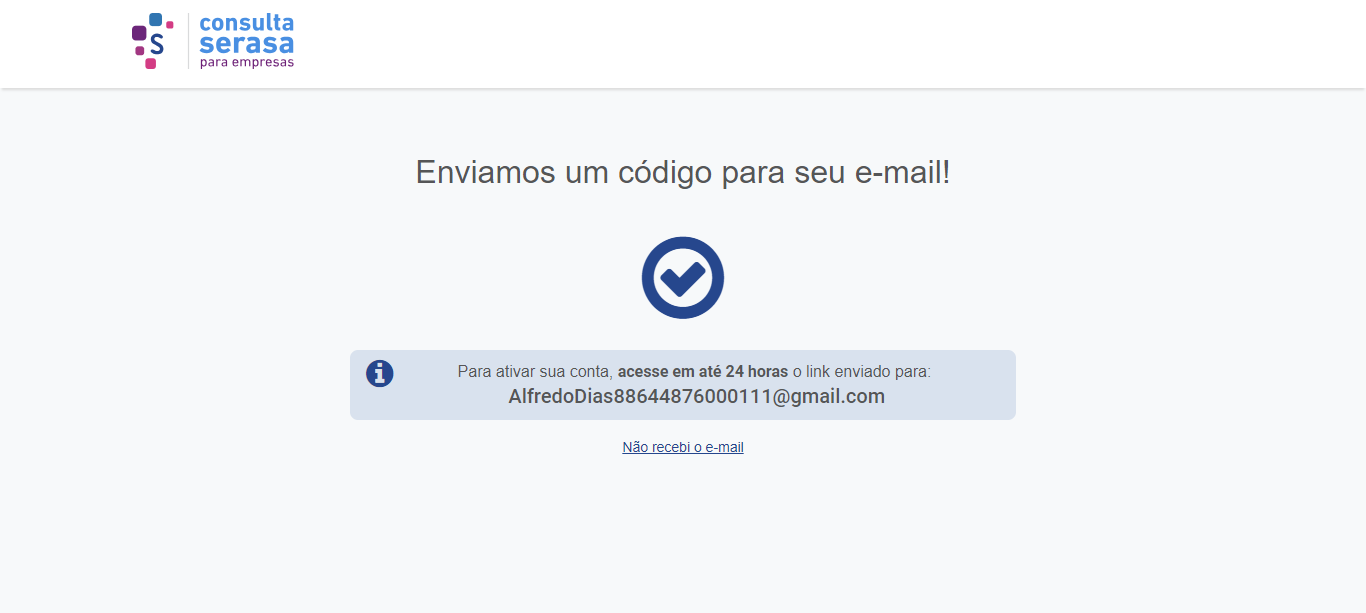 S
consulta
serasa
para empresas
Enviamos um código para seu e-mail!
Para ativar sua conta, acesse em até 24 horas o link enviado para:
AlfredoDias88644876000111@gmail.com
Não recebi o e-mail